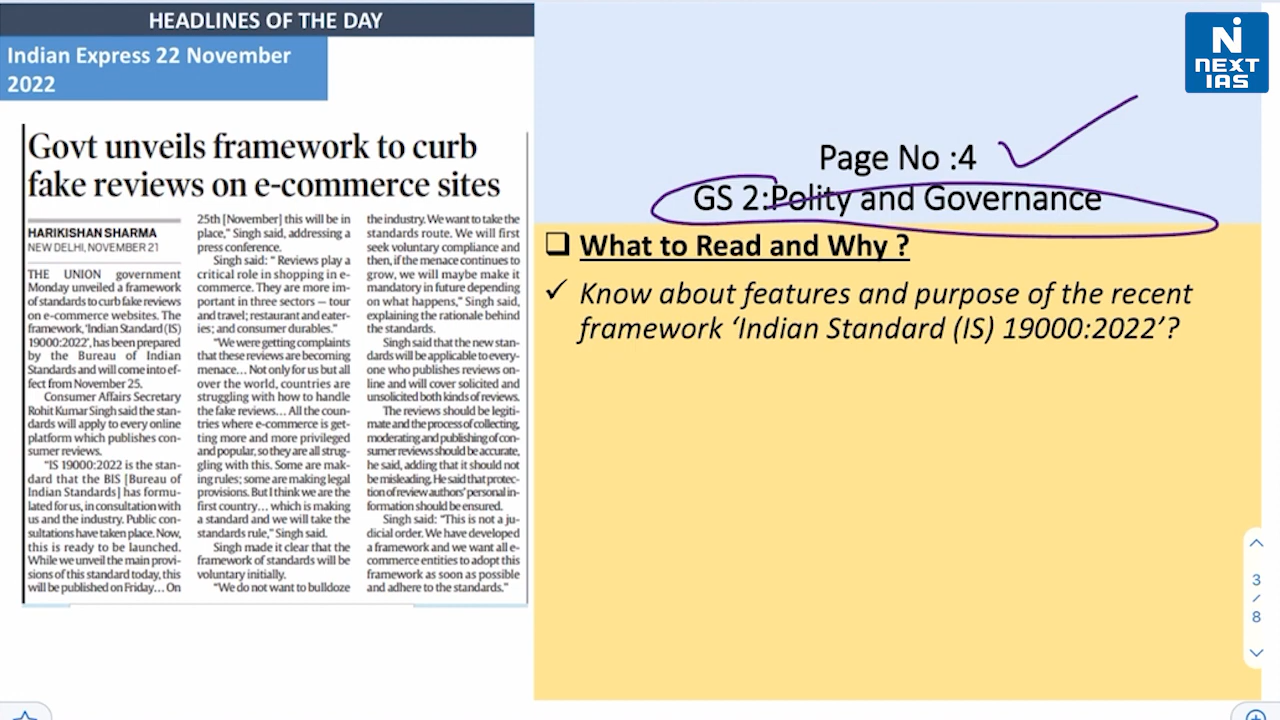 HEADLINES OF THE DAY
Indian Express 22 November
2022
Govt unveils framework to curb
fake reviews on e-commerce sites
HARIKISHAN SHARMA
NEW DELHI, NOVEMBER 21
THE UNION government
Monday unveiled a framework
of standards to curb fake reviews
on e-commerce websites. The
framework, 'Indian Standard (IS)
19000:2022', has been prepared
by the Bureau of Indian
Standards and will come into ef-
fect from November 25.
Consumer Affairs Secretary
Rohit Kumar Singh said the stan-
dards will apply to every online
platform which publishes con-
sumer reviews.
"IS 19000:2022 is the stan-
dard that the BIS [Bureau of
Indian Standards] has formu-
lated for us, in consultation with
us and the industry. Public con-
sultations have taken place. Now,
this is ready to be launched.
While we unveil the main provi-
sions of this standard today, this
will be published on Friday... On
25th [November] this will be in
place," Singh said, addressing a
press conference.
Singh said: " Reviews play a
critical role in shopping in e-
commerce. They are more im-
portant in three sectors — tour
and travel; restaurant and eater-
ies; and consumer durables."
"We were getting complaints
that these reviews are becoming
menace... Not only for us but all
over the world, countries are
struggling with how to handle
the fake reviews... All the coun-
tries where e-commerce is get-
ting more and more privileged
and popular, so they are all strug-
gling with this. Some are mak-
ing rules; some are making legal
provisions. But I think we are the
first country... which is making
a standard and we will take the
standards rule," Singh said.
Singh made it clear that the
framework of standards will be
voluntary initially.
"We do not want to bulldoze
the industry. We want to take the
standards route. We will first
seek voluntary compliance and
then, if the menace continues to
grow, we will maybe make it
mandatory in future depending
on what happens," Singh said,
explaining the rationale behind
the standards.
Singh said that the new stan-
dards will be applicable to every-
one who publishes reviews on-
line and will cover solicited and
unsolicited both kinds of reviews.
The reviews should be legiti-
mate and the process of collecting,
moderating and publishing of con-
sumer reviews should be accurate,
he said, adding that it should not
be misleading. He said that protec-
tion of review authors' personal in-
formation should be ensured.
Singh said: "This is not a ju-
dicial order. We have developed
a framework and we want all e-
commerce entities to adopt this
framework as soon as possible
and adhere to the standards."
NEXT
IAS
Page No :4
GS 2:Polity and Governance
What to Read and Why ?
Know about features and purpose of the recent
framework 'Indian Standard (IS) 19000:2022'?
3
/
8